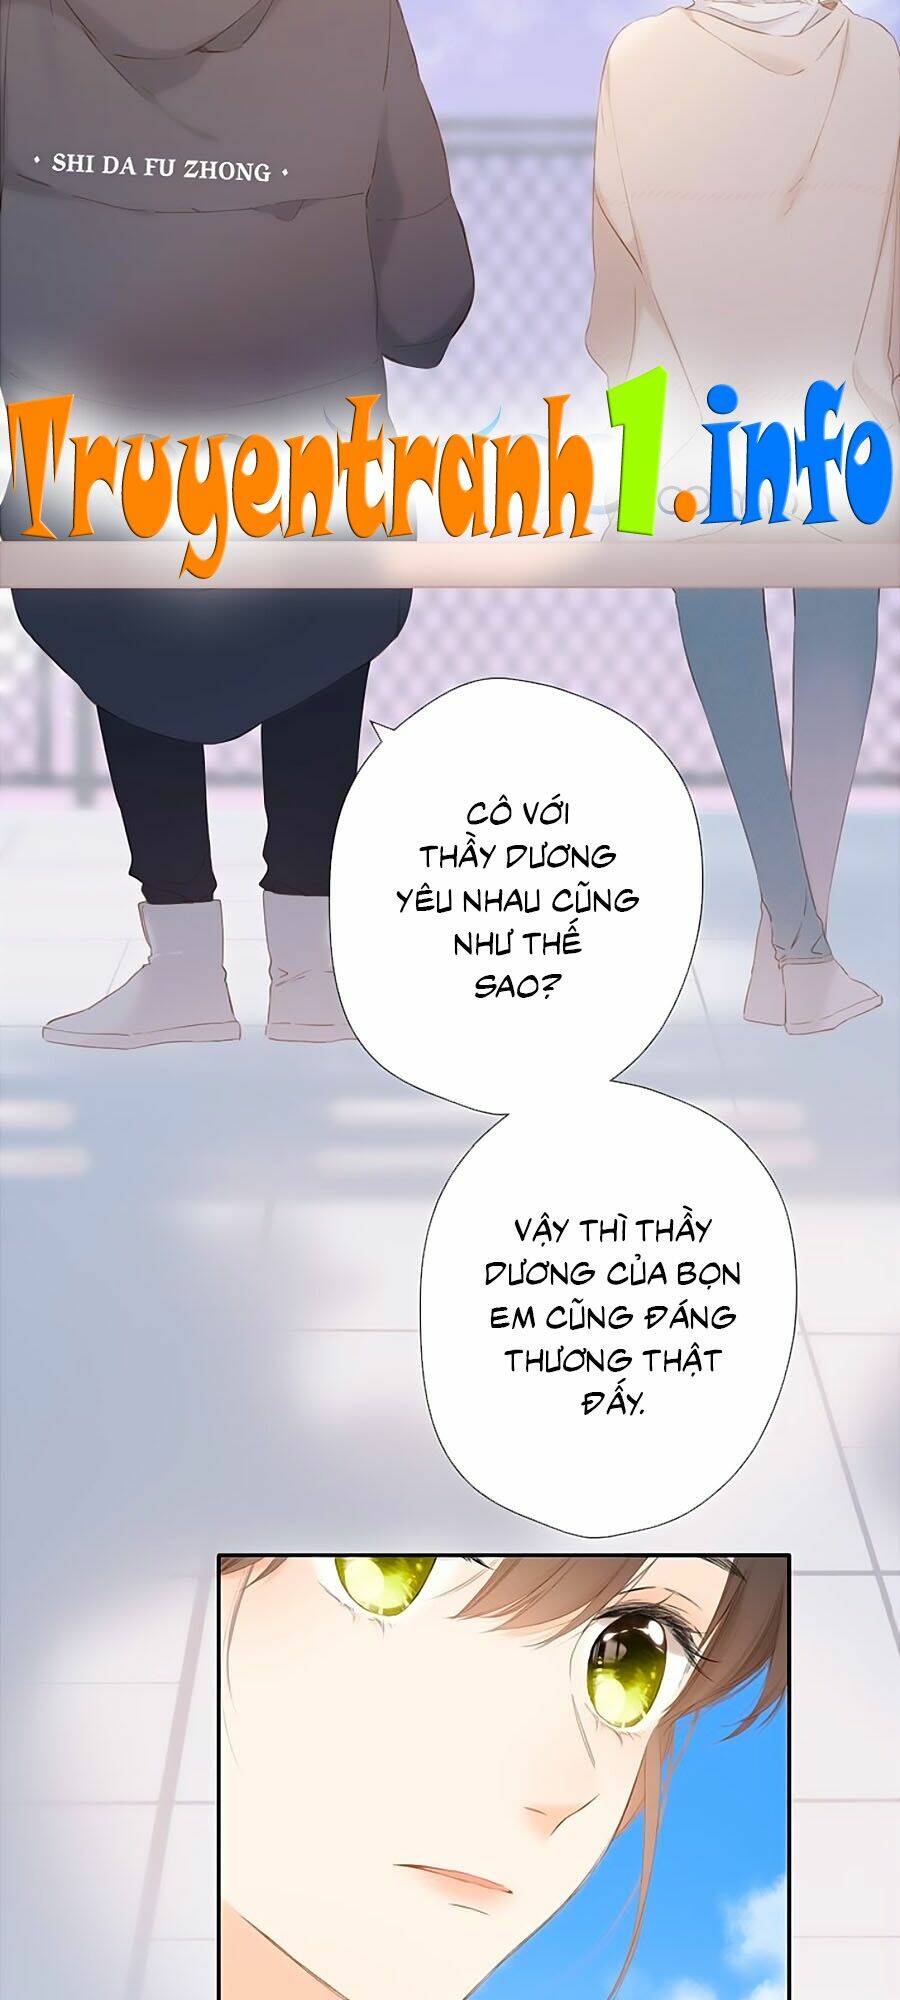 • SHI DA FU ZHONG •
Truyentranh1.info
CÔ VỚI
THẦY DƯƠNG
YÊU NHAU CŨNG
NHƯ THẾ
SAO?
VẬY THÌ THẦY
DƯƠNG CỦA BỌN
EM CŨNG ĐÁNG
THƯƠNG THẬT
ĐẤY.